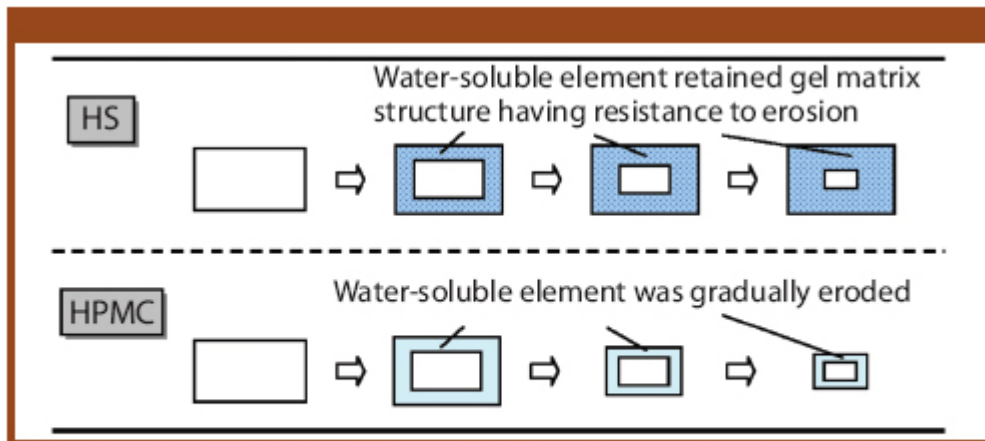 Water-soluble element retained gel matrix
structure having resistance to erosion
HS
Water-soluble element was gradually eroded
HPMC